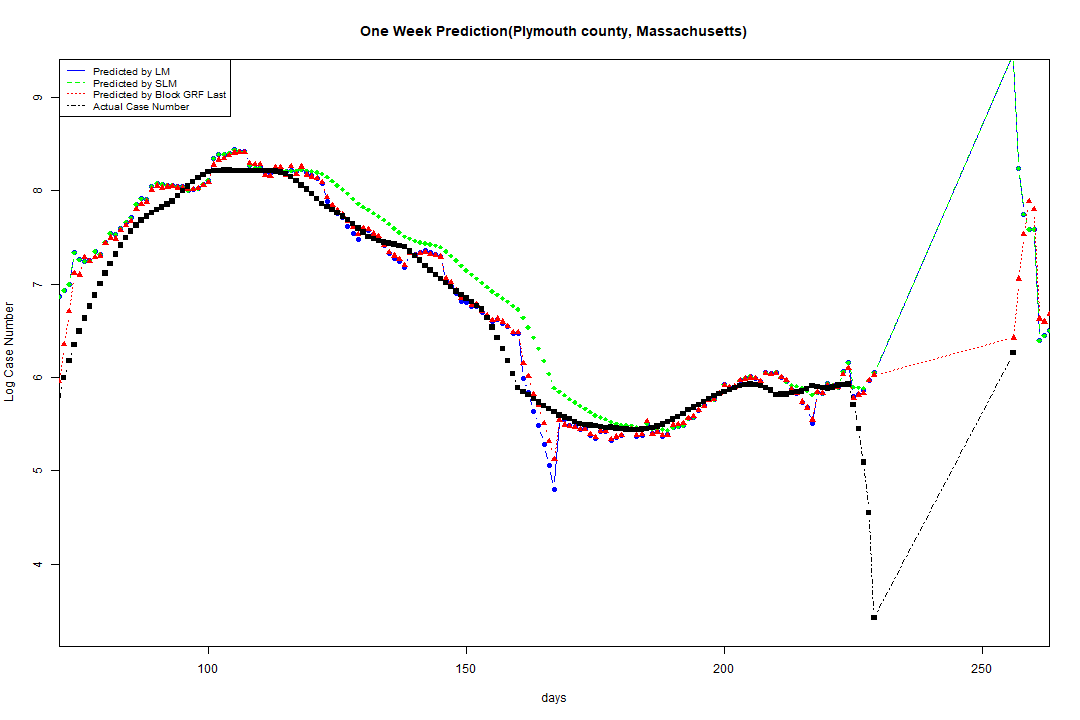 One Week Prediction(Plymouth county, Massachusetts)
Predicted by LM
Predicted by SLM
Predicted by Block GRF Last
Actual Case Number
9
8
7
6
5
4
Log Case Number
100
150
200
250
days